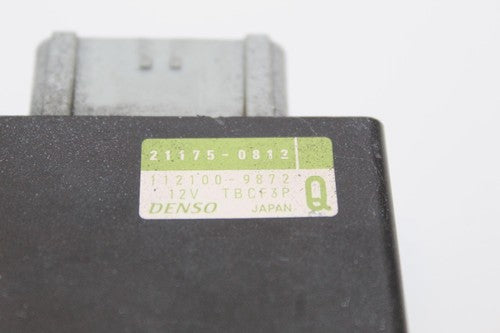 21175-0812
112100-9872
12V TBCF3P
DENSO JAPAN Q